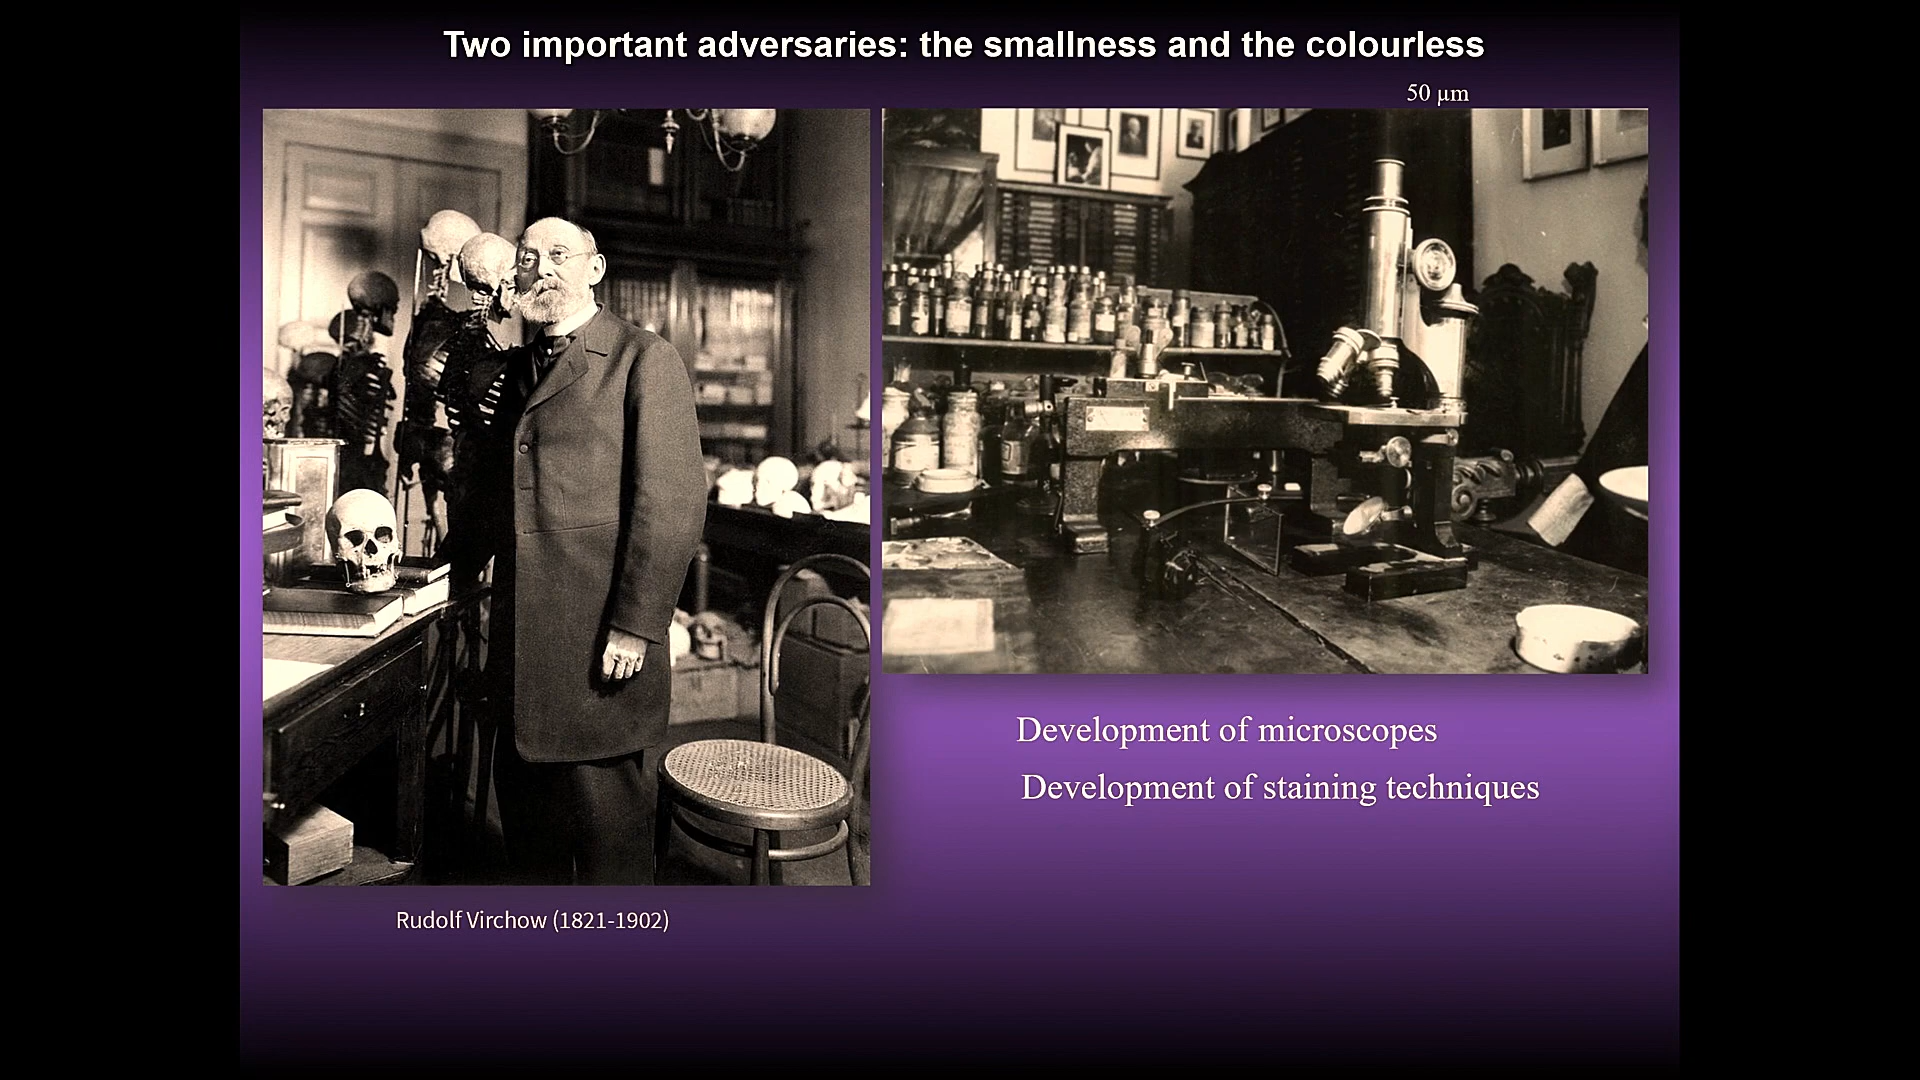 Two important adversaries: the smallness and the colourless
50 µm
Development of microscopes
Development of staining techniques
Rudolf Virchow (1821-1902)